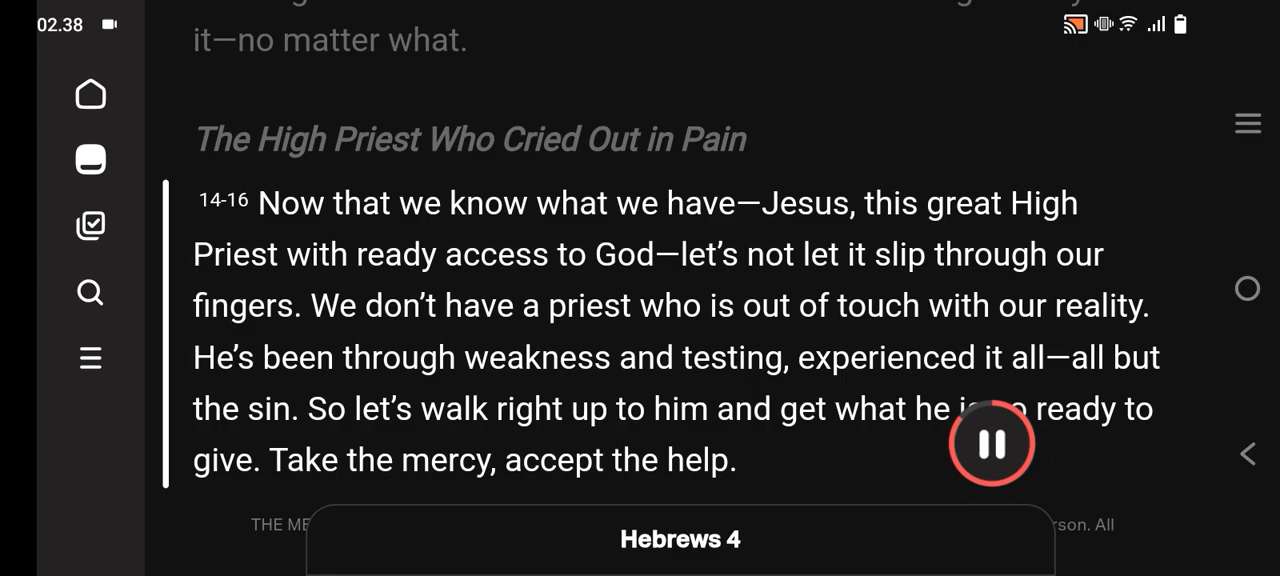 02.38
it—no matter what.
The High Priest Who Cried Out in Pain
14-16 Now that we know what we have—Jesus, this great High
Priest with ready access to God—let’s not let it slip through our
fingers. We don’t have a priest who is out of touch with our reality.
He’s been through weakness and testing, experienced it all—all but
the sin. So let’s walk right up to him and get what he ready to
give. Take the mercy, accept the help.
THE All
Hebrews 4